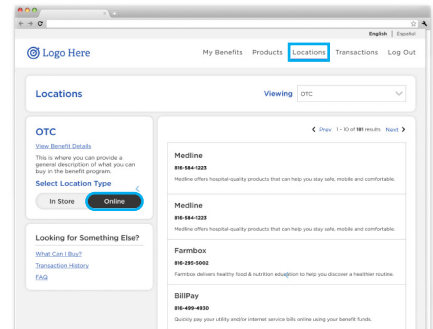 English | Español
Logo Here
My Benefits Products Locations Transactions Log Out
Locations
Viewing OTC
OTC
View Benefit Details
This is where you can provide a
general description of what you can
buy in the benefit program.
Select Location Type
In Store Online
Looking for Something Else?
What Can I Buy?
Transaction History
FAQ
Prev 1 - 10 of 181 results Next
Medline
816-584-1223
Medline offers hospital-quality products that can help you stay safe, mobile and comfortable.
Medline
816-584-1223
Medline offers hospital-quality products that can help you stay safe, mobile and comfortable.
Farmbox
816-295-5002
Farmbox delivers healthy food & nutrition education to help you discover a healthier routine.
BillPay
816-499-4930
Quickly pay your utility and/or internet service bills online using your benefit funds.